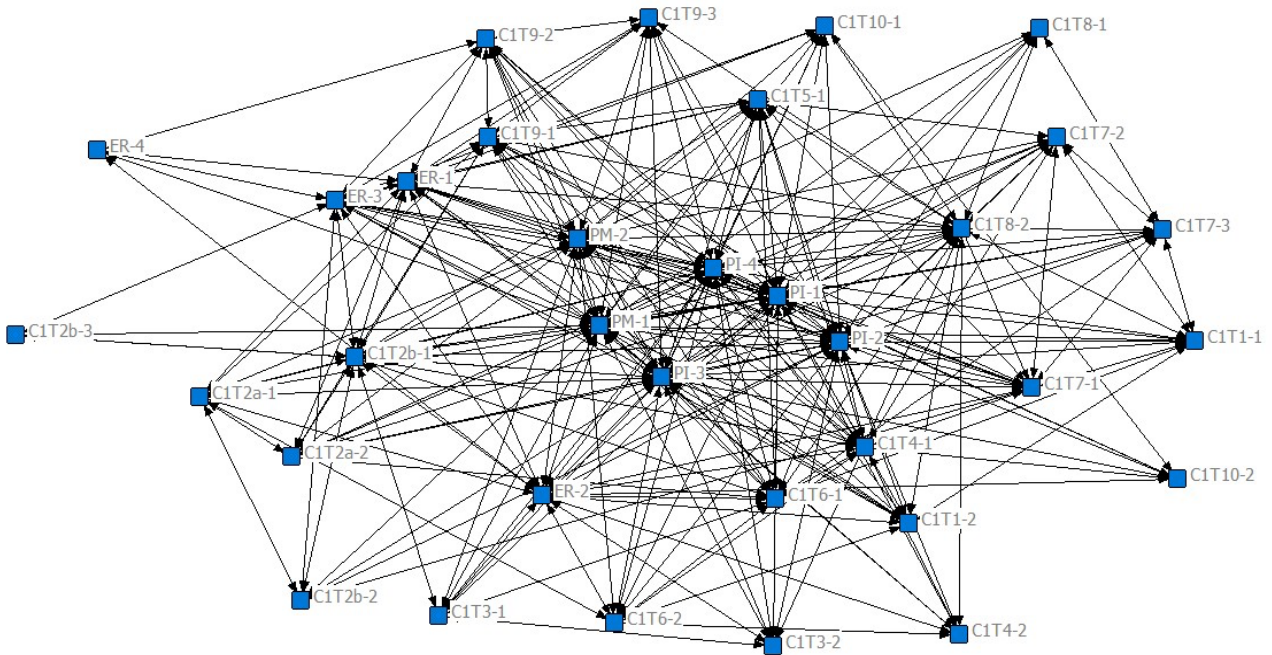 C1T9-3
C1T10-1
C1T8-1
C1T9-2
C1T5-1
C1T9-1
C1T7-2
ER-4
ER-1
ER-3
C1T8-2
C1T7-3
PM-2
PI-4
PI-1
PM-1
C1T2b-3
PI-2
C1T1-1
C1T2b-1
PI-3
C1T7-1
C1T2a-1
C1T4-1
C1T2a-2
C1T10-2
ER-2
C1T6-1
C1T1-2
C1T2b-2
C1T3-1
C1T6-2
C1T4-2
C1T3-2